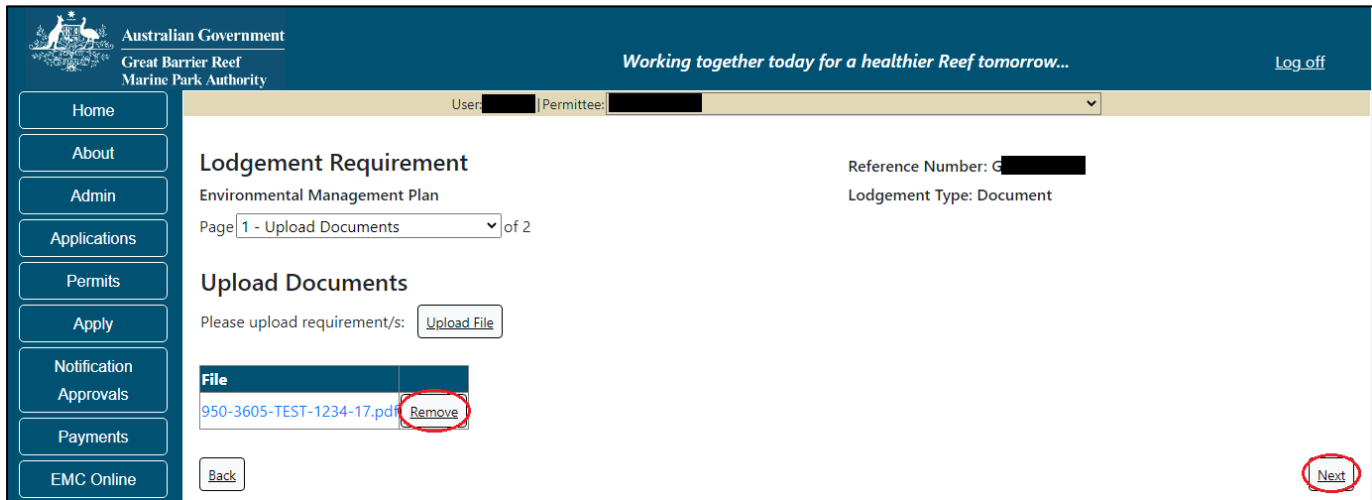 Australian Government
Great Barrier Reef
Marine Park Authority
Working together today for a healthier Reef tomorrow...
Log off
User: | Permittee:
Home
About
Admin
Applications
Permits
Apply
Notification
Approvals
Payments
EMC Online
Lodgement Requirement
Reference Number: G
Environmental Management Plan
Lodgement Type: Document
Page 1 - Upload Documents of 2
Upload Documents
Please upload requirement/s: Upload File
File
950-3605-TEST-1234-17.pdf Remove
Back
Next